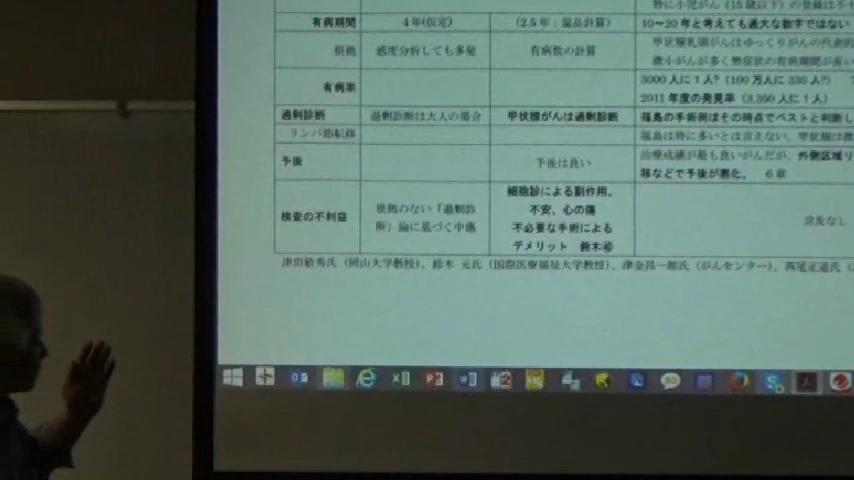 特に小児がん（15歳以下）の登録は不
有病期間 4年(仮定) (2.5年：温品計算) 10～20年と考えても過大な数字ではない
根拠 感度分析しても多発 有病数の計算 甲状腺乳頭がんはゆっくりがんの代表的
微小がんが多く無症状の有病期間が長い
有病率 3000人に1人? (100万人に330人?)
2011年度の発見率（3,350人に1人）
過剰診断 過剰診断は大人の場合 甲状腺がんは過剰診断 福島の手術例はその時点でベストと判断し
リンパ節転移 福島は特に多いとは言えない、甲状腺は微
予後 予後は良い 治療成績が最も良いがんだが、外側区域リ
移などで予後が悪化。 6章
検査の不利益 根拠のない「過剰診断」論に基づく中傷 細胞診による副作用、
不安、心の傷
不必要な手術による
デメリット 鈴木 言及なし
津田敏秀氏（岡山大学教授）、鈴木 元氏（国際医療福祉大学教授）、津金昌一郎氏（がんセンター）、西尾正道氏